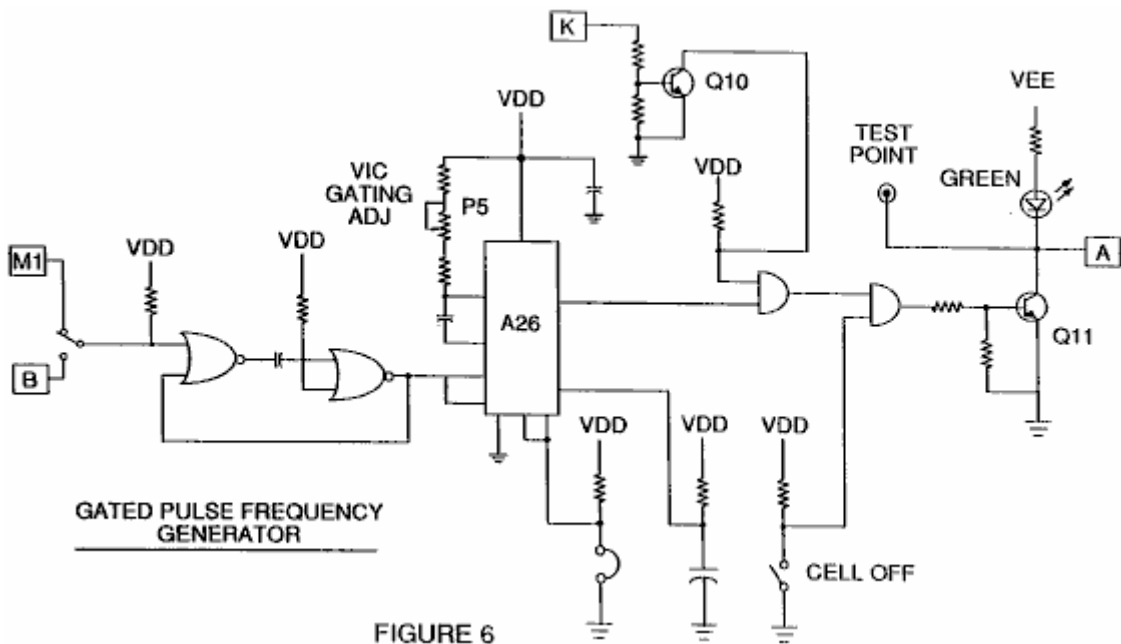 K
Q10
VDD
VEE
TEST
POINT
VIC
GATING
ADJ
P5
VDD
GREEN
M1
VDD
VDD
A
A26
Q11
B
VDD
VDD
VDD
GATED PULSE FREQUENCY
GENERATOR
CELL OFF
FIGURE 6